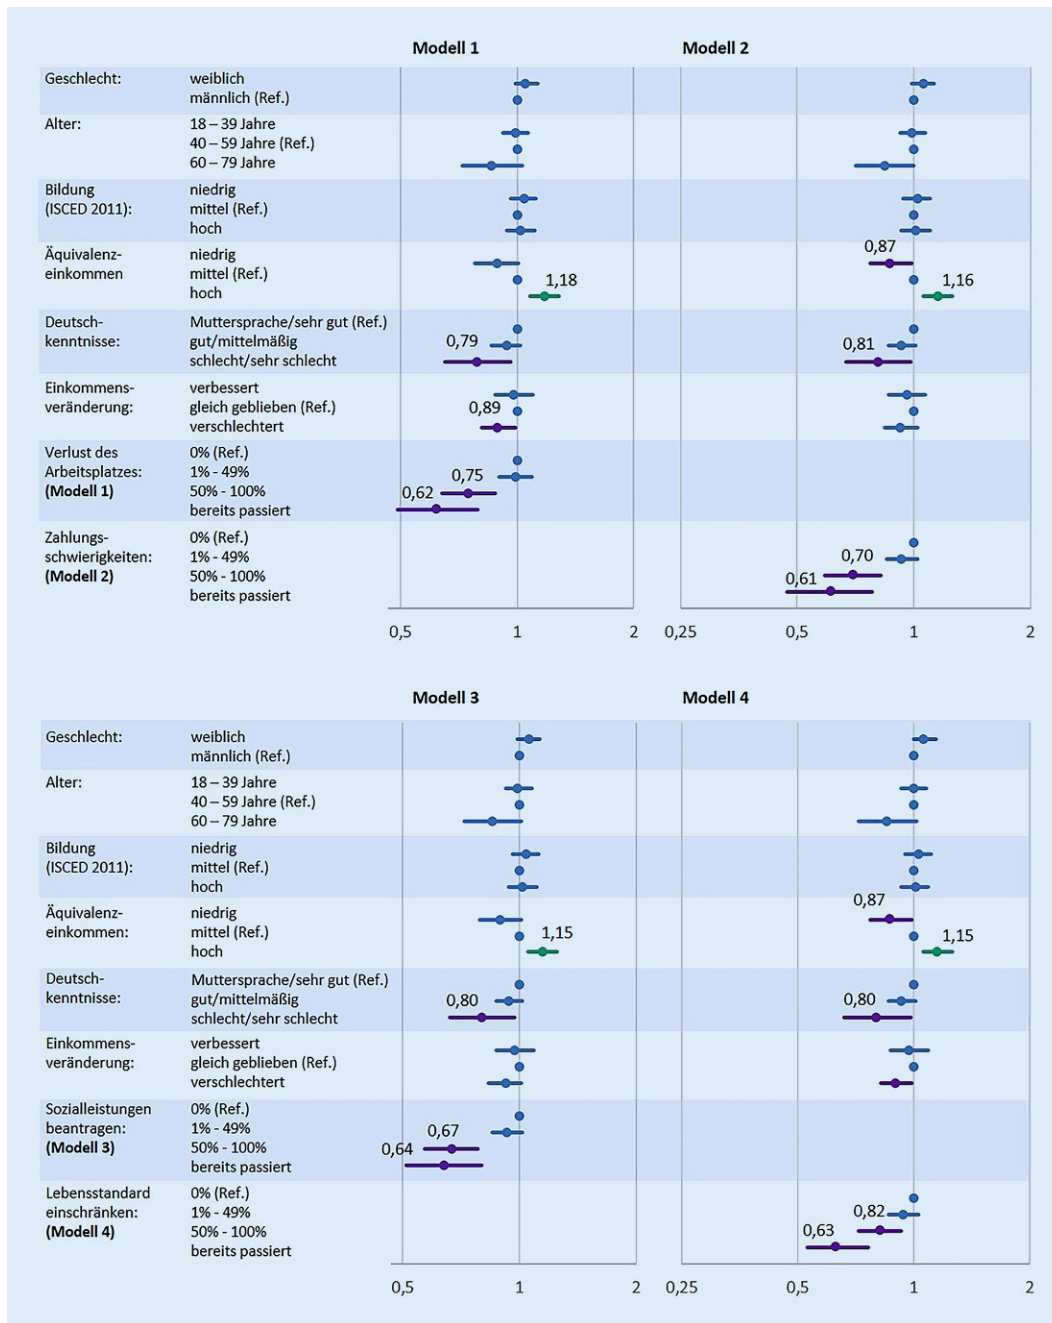 Modell 1 Modell 2
Geschlecht: weiblich
männlich (Ref.)
Alter: 18 – 39 Jahre
40 – 59 Jahre (Ref.)
60 – 79 Jahre
Bildung niedrig
(ISCED 2011): mittel (Ref.)
hoch
Äquivalenz- niedrig 0,87
einkommen mittel (Ref.)
hoch 1,18 1,16
Deutsch- Muttersprache/sehr gut (Ref.)
kenntnisse: gut/mittelmäßig 0,79 0,81
schlecht/sehr schlecht
Einkommens- verbessert
veränderung: gleich geblieben (Ref.) 0,89
verschlechtert
Verlust des 0% (Ref.)
Arbeitsplatzes: 1% - 49% 0,75
(Modell 1) 50% - 100% 0,62
bereits passiert
Zahlungs- 0% (Ref.)
schwierigkeiten: 1% - 49% 0,70
(Modell 2) 50% - 100% 0,61
bereits passiert
0,5 1 2 0,25 0,5 1 2
Modell 3 Modell 4
Geschlecht: weiblich
männlich (Ref.)
Alter: 18 – 39 Jahre
40 – 59 Jahre (Ref.)
60 – 79 Jahre
Bildung niedrig
(ISCED 2011): mittel (Ref.)
hoch
Äquivalenz- niedrig 0,87
einkommen: mittel (Ref.) 1,15 1,15
hoch
Deutsch- Muttersprache/sehr gut (Ref.)
kenntnisse: gut/mittelmäßig 0,80 0,80
schlecht/sehr schlecht
Einkommens- verbessert
veränderung: gleich geblieben (Ref.)
verschlechtert
Sozialleistungen 0% (Ref.)
beantragen: 1% - 49% 0,67
(Modell 3) 50% - 100% 0,64
bereits passiert
Lebensstandard 0% (Ref.)
einschränken: 1% - 49% 0,82
(Modell 4) 50% - 100% 0,63
bereits passiert
0,5 1 2 0,25 0,5 1 2